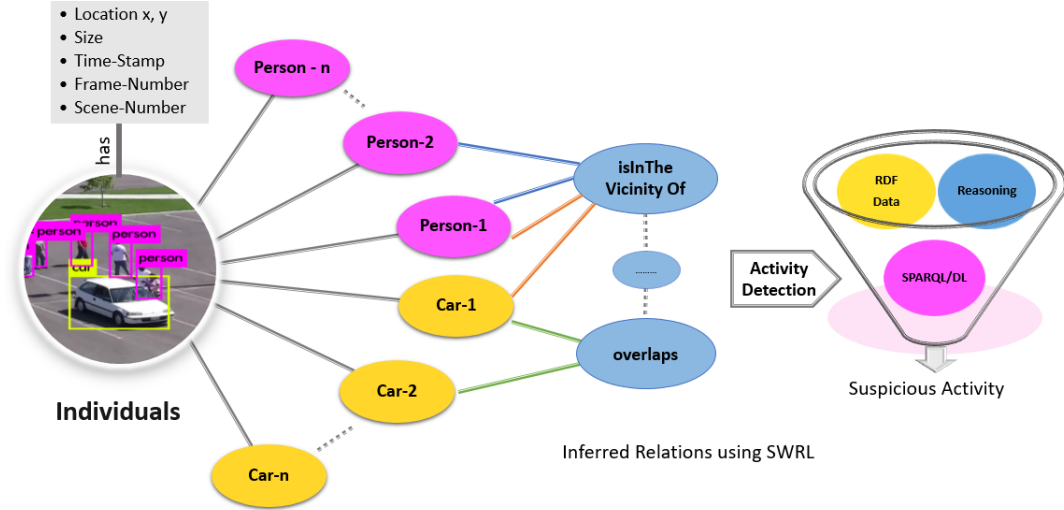 • Location x, y
• Size
• Time-Stamp
• Frame-Number
• Scene-Number
has
person
person
person
person
car
Individuals
Person - n
Person-2
Person-1
Car-1
Car-2
Car-n
isInThe
Vicinity Of
.........
overlaps
Inferred Relations using SWRL
Activity
Detection
RDF
Data
Reasoning
SPARQL/DL
Suspicious Activity